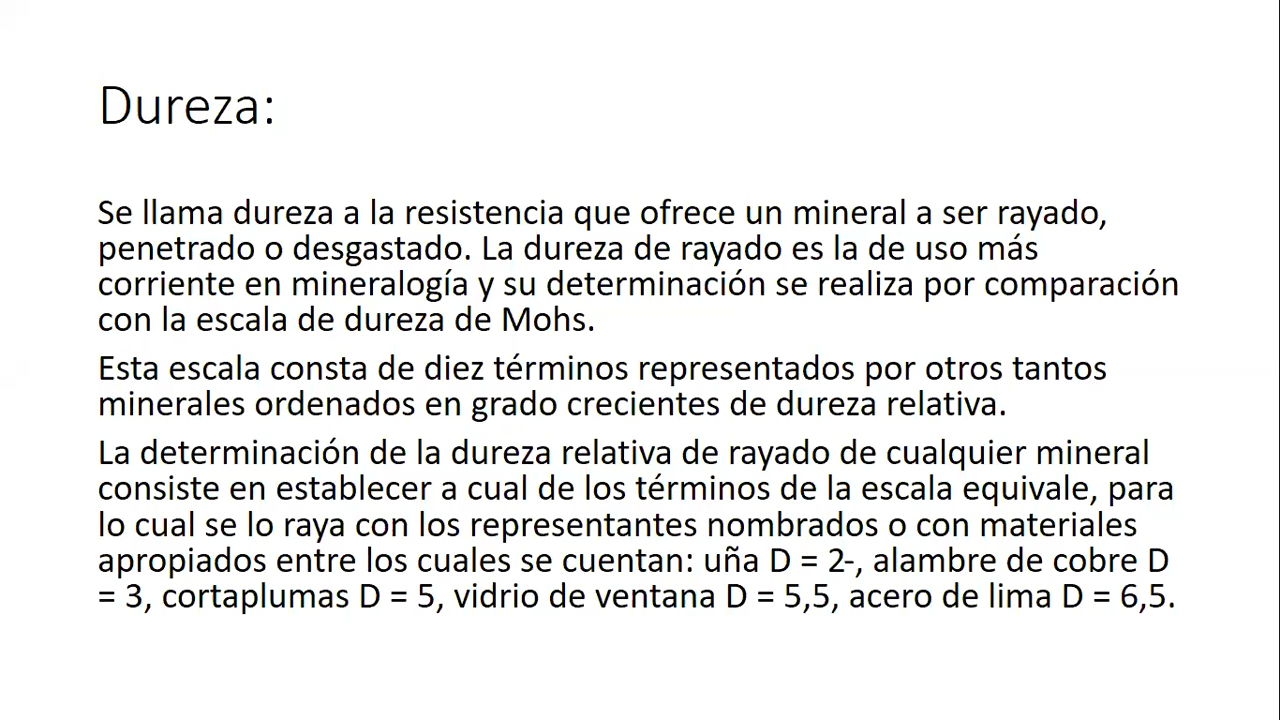 Dureza:
Se llama dureza a la resistencia que ofrece un mineral a ser rayado,
penetrado o desgastado. La dureza de rayado es la de uso más
corriente en mineralogía y su determinación se realiza por comparación
con la escala de dureza de Mohs.
Esta escala consta de diez términos representados por otros tantos
minerales ordenados en grado crecientes de dureza relativa.
La determinación de la dureza relativa de rayado de cualquier mineral
consiste en establecer a cual de los términos de la escala equivale, para
lo cual se lo raya con los representantes nombrados o con materiales
apropiados entre los cuales se cuentan: uña D = 2-, alambre de cobre D
= 3, cortaplumas D = 5, vidrio de ventana D = 5,5, acero de lima D = 6,5.